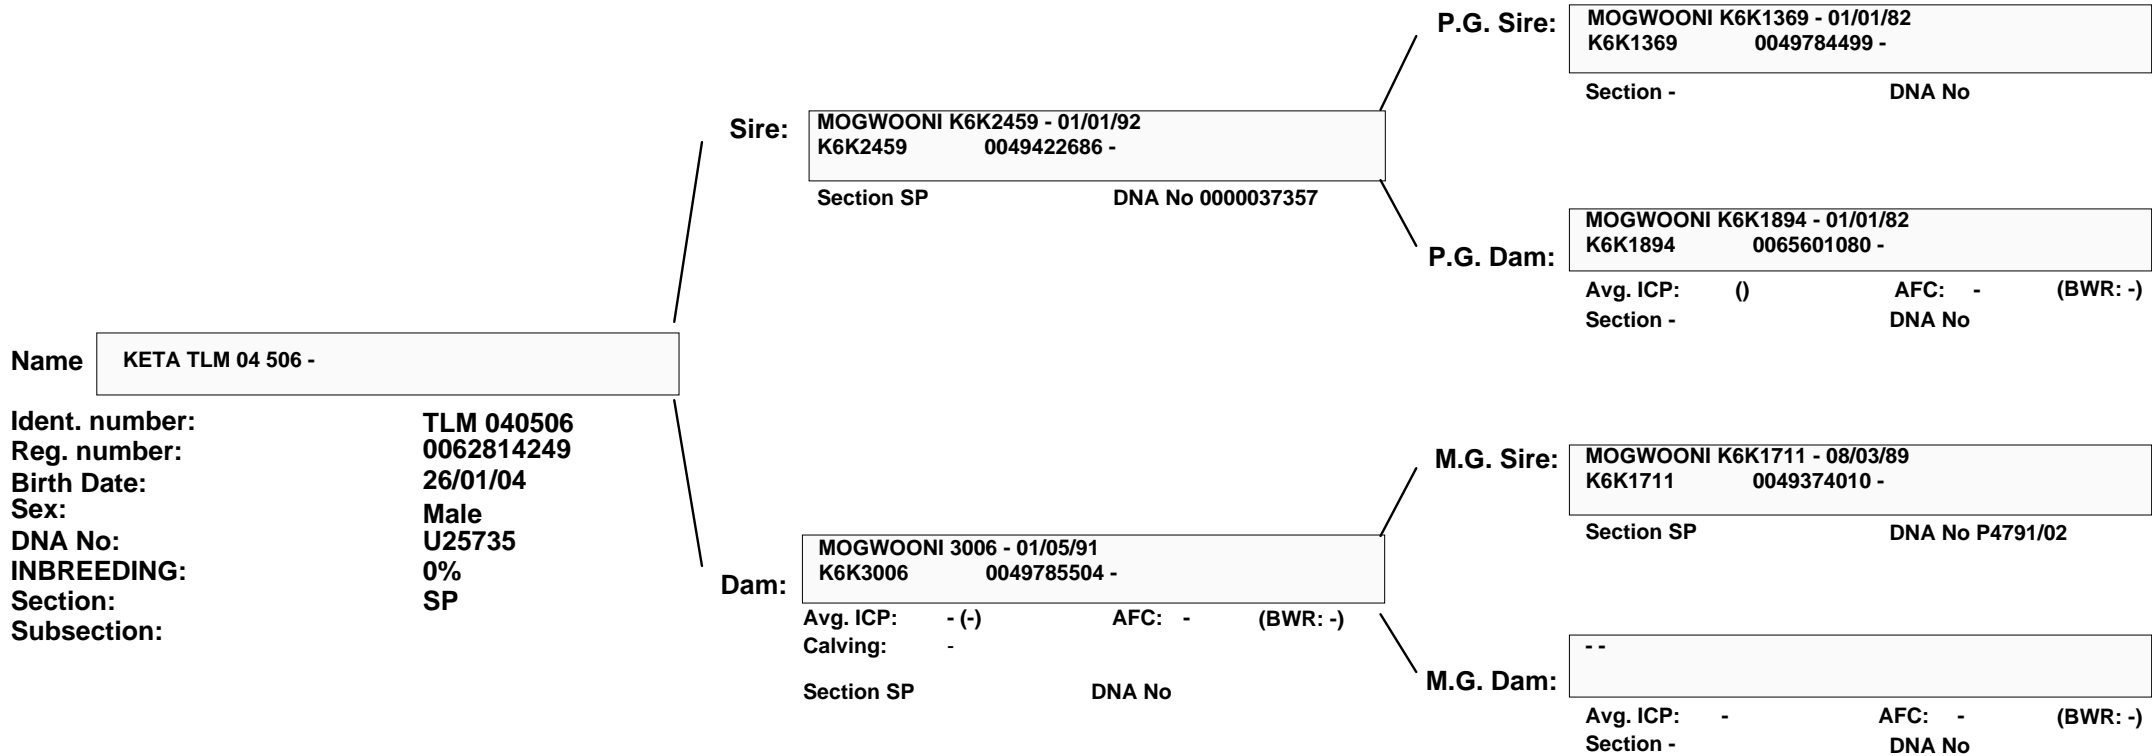 Name KETA TLM 04 506 -
Ident. number: TLM 040506
Reg. number: 0062814249
Birth Date: 26/01/04
Sex: Male
DNA No: U25735
INBREEDING: 0%
Section: SP
Subsection:
Sire: MOGWOONI K6K2459 - 01/01/92
K6K2459 0049422686 -
Section SP DNA No 0000037357
Dam: MOGWOONI 3006 - 01/05/91
K6K3006 0049785504 -
Avg. ICP: - (-) AFC: - (BWR: -)
Calving: -
Section SP DNA No
P.G. Sire: MOGWOONI K6K1369 - 01/01/82
K6K1369 0049784499 -
Section - DNA No
P.G. Dam: MOGWOONI K6K1894 - 01/01/82
K6K1894 0065601080 -
Avg. ICP: () AFC: - (BWR: -)
Section - DNA No
M.G. Sire: MOGWOONI K6K1711 - 08/03/89
K6K1711 0049374010 -
Section SP DNA No P4791/02
M.G. Dam: - -
Avg. ICP: - AFC: - (BWR: -)
Section - DNA No